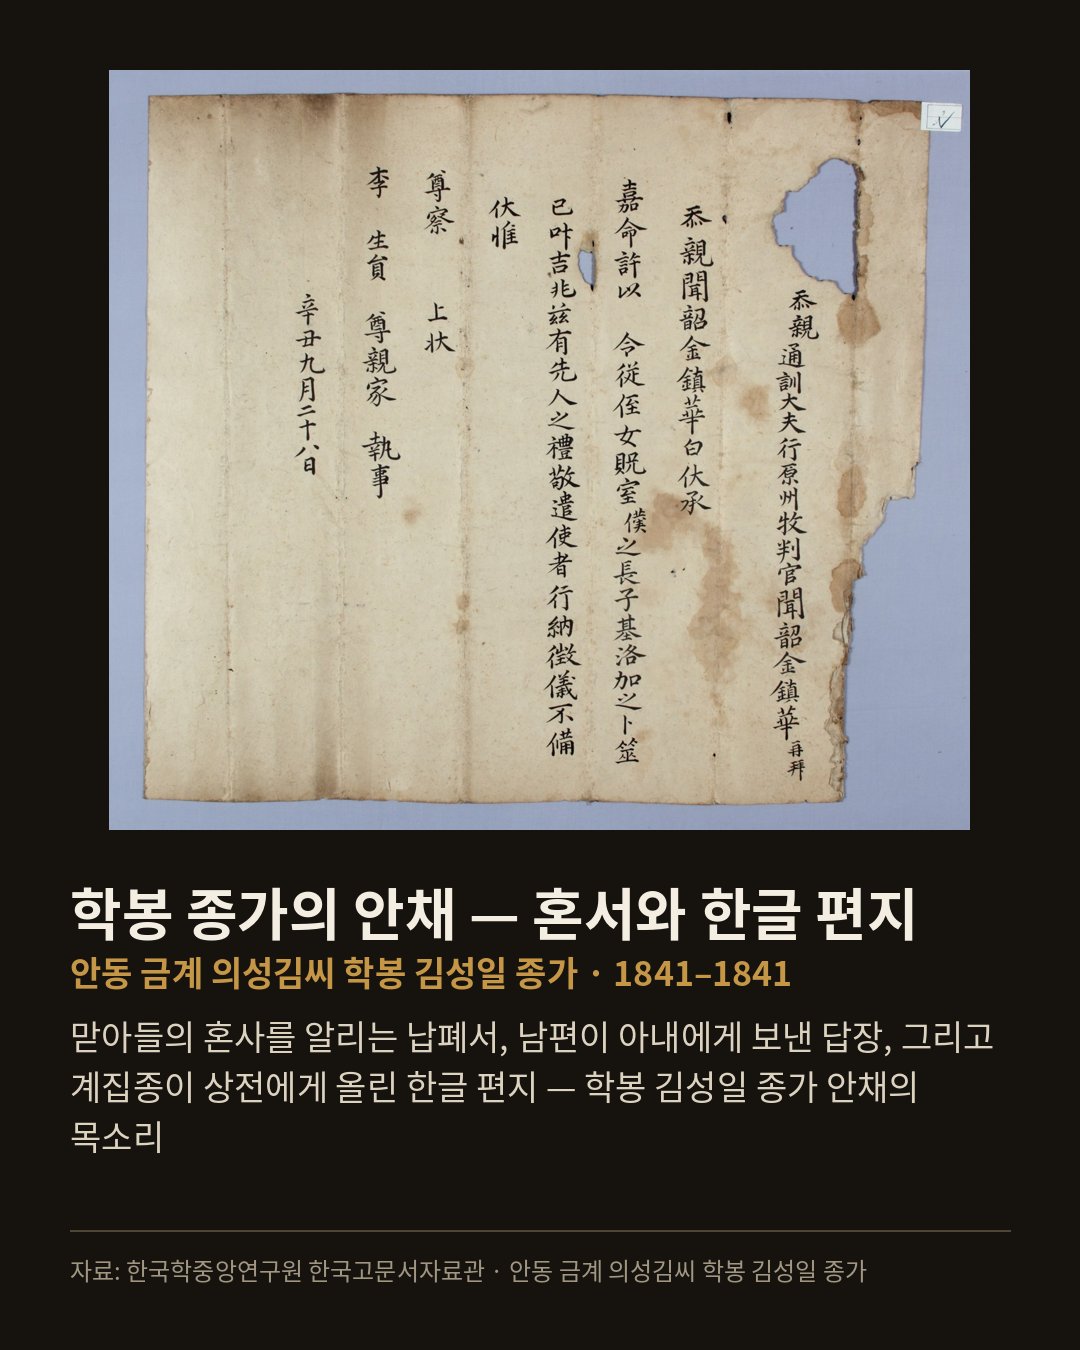 忝親通訓大夫行原州牧判官聞韶金鎭華再拜
忝親聞韶金鎮華白伏承
嘉命許以 令從侄女貺室僕之長子基洛加之卜筮
已吿吉兆玆有先人之禮敬遣使者行納徴儀不備
伏惟
尊察 上狀
李 生員 尊親家 執事
辛丑九月二十八日
학봉 종가의 안채 — 혼서와 한글 편지
안동 금계 의성김씨 학봉 김성일 종가 · 1841–1841
맏아들의 혼사를 알리는 납폐서, 남편이 아내에게 보낸 답장, 그리고
계집종이 상전에게 올린 한글 편지 — 학봉 김성일 종가 안채의
목소리
자료: 한국학중앙연구원 한국고문서자료관 · 안동 금계 의성김씨 학봉 김성일 종가